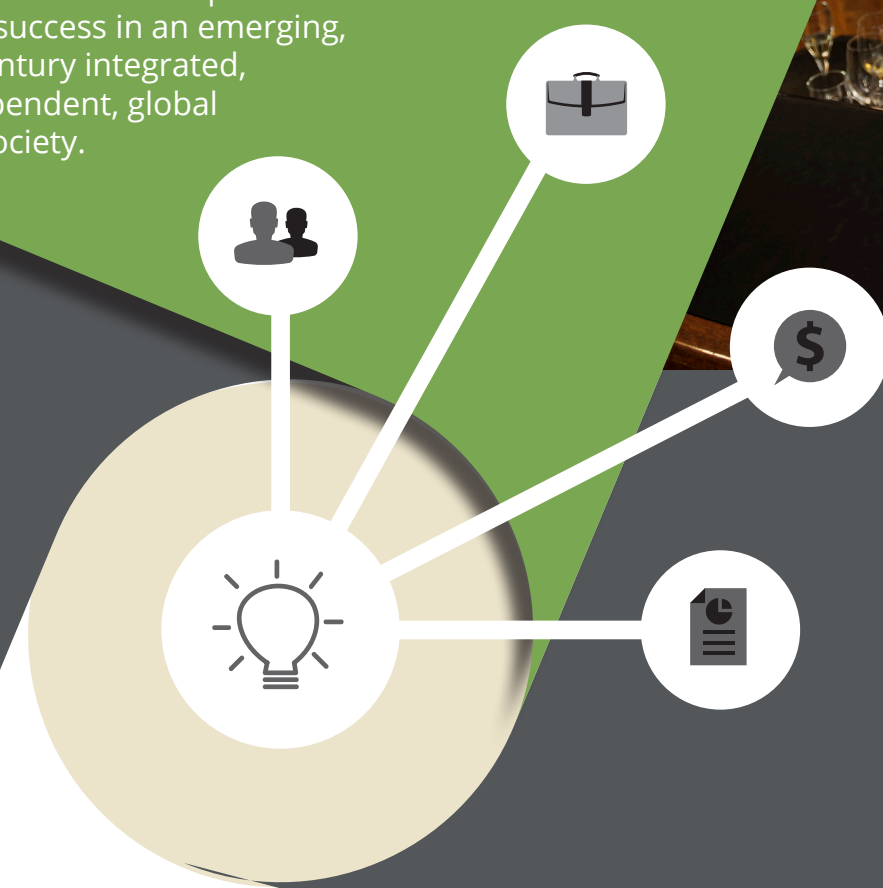 success in an emerging,
ntury integrated,
pendent, global
ociety.
$